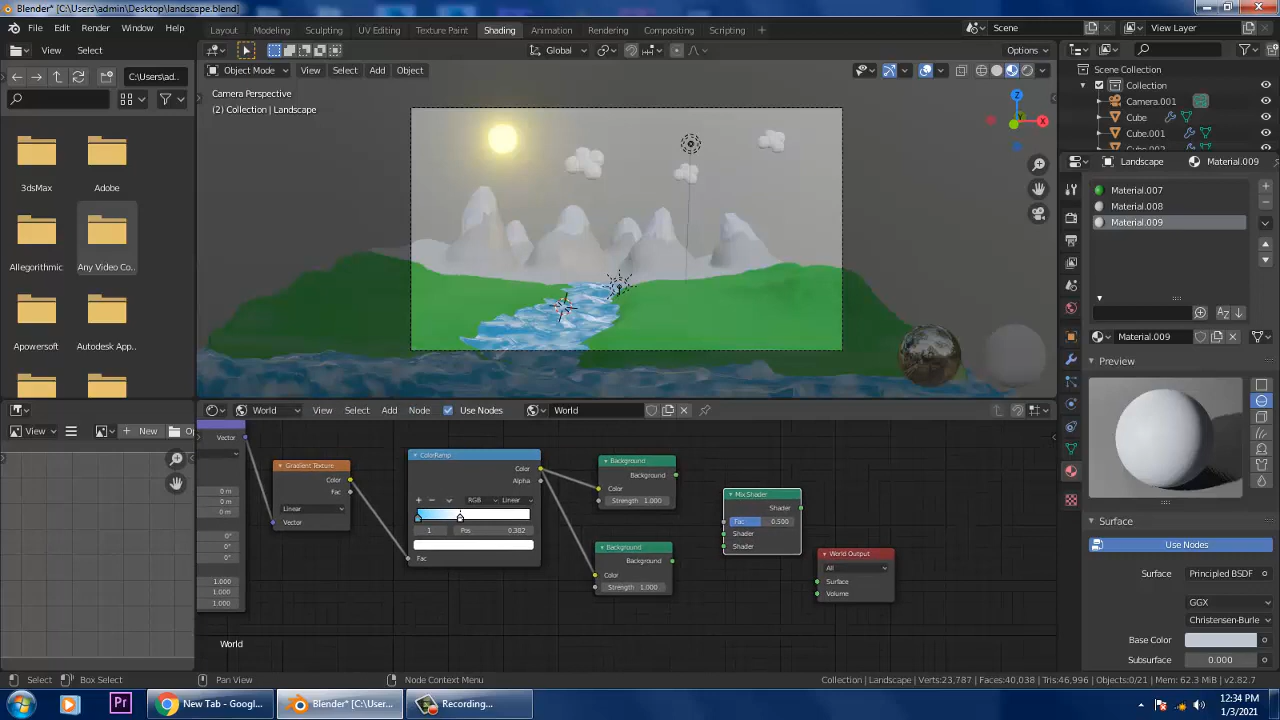 Blender* [C:\Users\admin\Desktop\landscape.blend]
File Edit Render Window Help
Layout Modeling Sculpting UV Editing Texture Paint Shading Animation Rendering Compositing Scripting
Scene
View Layer
View Select
Global
Options
C:\Users\ad..
Object Mode View Select Add Object
Camera Perspective
(2) Collection | Landscape
Scene Collection
Collection
Camera.001
Cube
Cube.001
Cube.002
3dsMax
Adobe
Allegorithmic
Any Video Co..
Apowersoft
Autodesk App..
Z
X
Landscape Material.009
Material.007
Material.008
Material.009
Material.009
Preview
World View Select Add Node Use Nodes World
View New Op
Vector
0 m
0 m
0 m
0°
0°
0°
1.000
1.000
1.000
Gradient Texture
Color
Fac
Linear
Vector
ColorRamp
Color
Alpha
RGB Linear
1 Pos 0.382
Fac
Background
Background
Color
Strength 1.000
Background
Background
Color
Strength 1.000
Mix Shader
Shader
Fac 0.500
Shader
Shader
World Output
All
Surface
Volume
World
Surface
Use Nodes
Surface Principled BSDF
GGX
Christensen-Burle
Base Color
Subsurface 0.000
Select Box Select Pan View Node Context Menu
Collection | Landscape Verts:23,787 Faces:40,038 Tris:46,996 Objects:0/21 Mem: 62.3 MiB v2.82.7
Pr
New Tab - Googl...
Blender* [C:\User...
Recording...
12:34 PM
1/3/2021